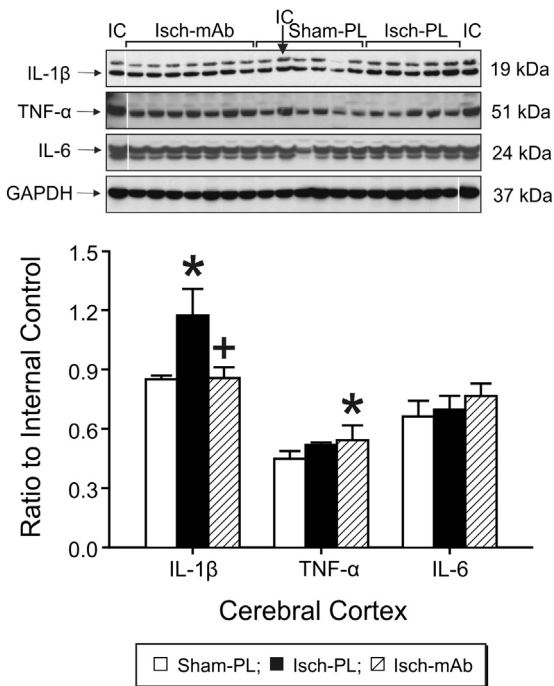 IC
IC Isch-mAb Sham-PL Isch-PL IC
IL-1β 19 kDa
TNF-α 51 kDa
IL-6 24 kDa
GAPDH 37 kDa
1.5
1.2
0.9
0.6
0.3
0.0
Ratio to Internal Control
* + *
IL-1β TNF-α IL-6
Cerebral Cortex
Sham-PL; Isch-PL; Isch-mAb